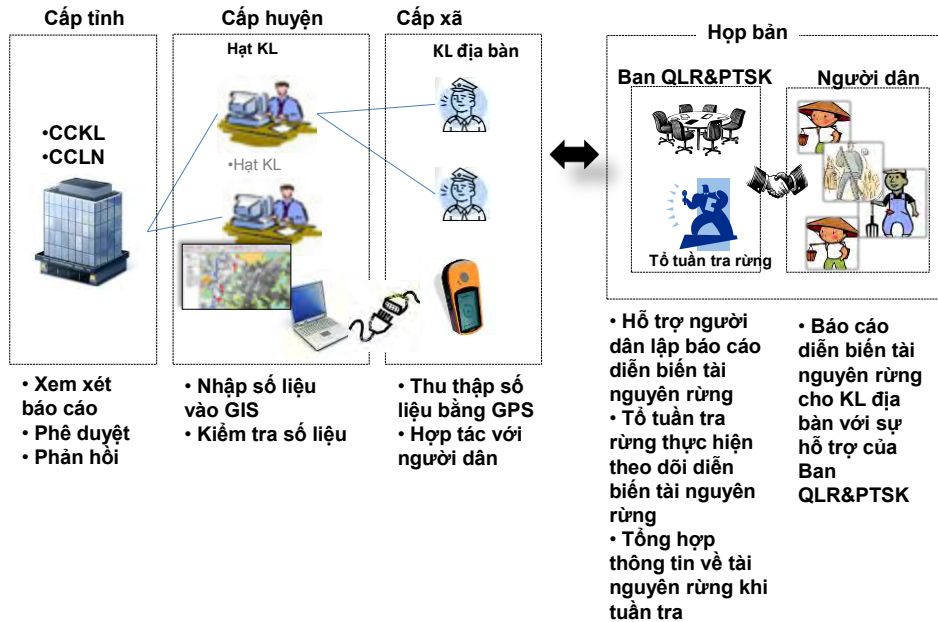 Cấp tỉnh
Cấp huyện
Cấp xã
Họp bản
Hạt KL
KL địa bàn
Ban QLR&PTSK
Người dân
•CCKL
•CCLN
•Hạt KL
Tổ tuần tra rừng
• Xem xét
báo cáo
• Phê duyệt
• Phản hồi
• Nhập số liệu
vào GIS
• Kiểm tra số liệu
• Thu thập số
liệu bằng GPS
• Hợp tác với
người dân
• Hỗ trợ người
dân lập báo cáo
diễn biến tài
nguyên rừng
• Tổ tuần tra
rừng thực hiện
theo dõi diễn
biến tài nguyên
rừng
• Tổng hợp
thông tin về tài
nguyên rừng khi
tuần tra
• Báo cáo
diễn biến tài
nguyên rừng
cho KL địa
bàn với sự
hỗ trợ của
Ban
QLR&PTSK